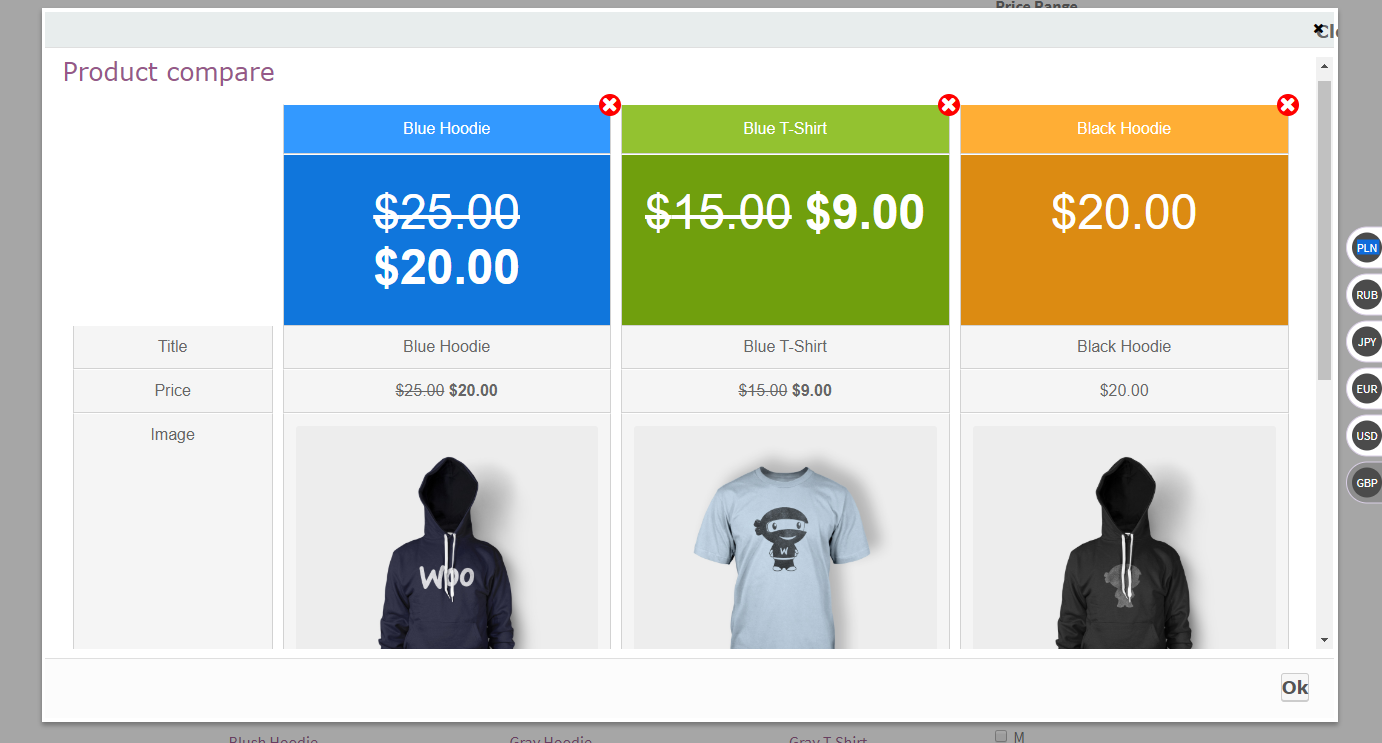 Price Range
Product compare
Blue Hoodie
Blue T-Shirt
Black Hoodie
$25.00
$20.00
$15.00 $9.00
$20.00
Title
Blue Hoodie
Blue T-Shirt
Black Hoodie
Price
$25.00 $20.00
$15.00 $9.00
$20.00
Image
Woo
W
PLN
RUB
JPY
EUR
USD
GBP
Ok
Blush Hoodie
Gray Hoodie
Gray T-Shirt
M